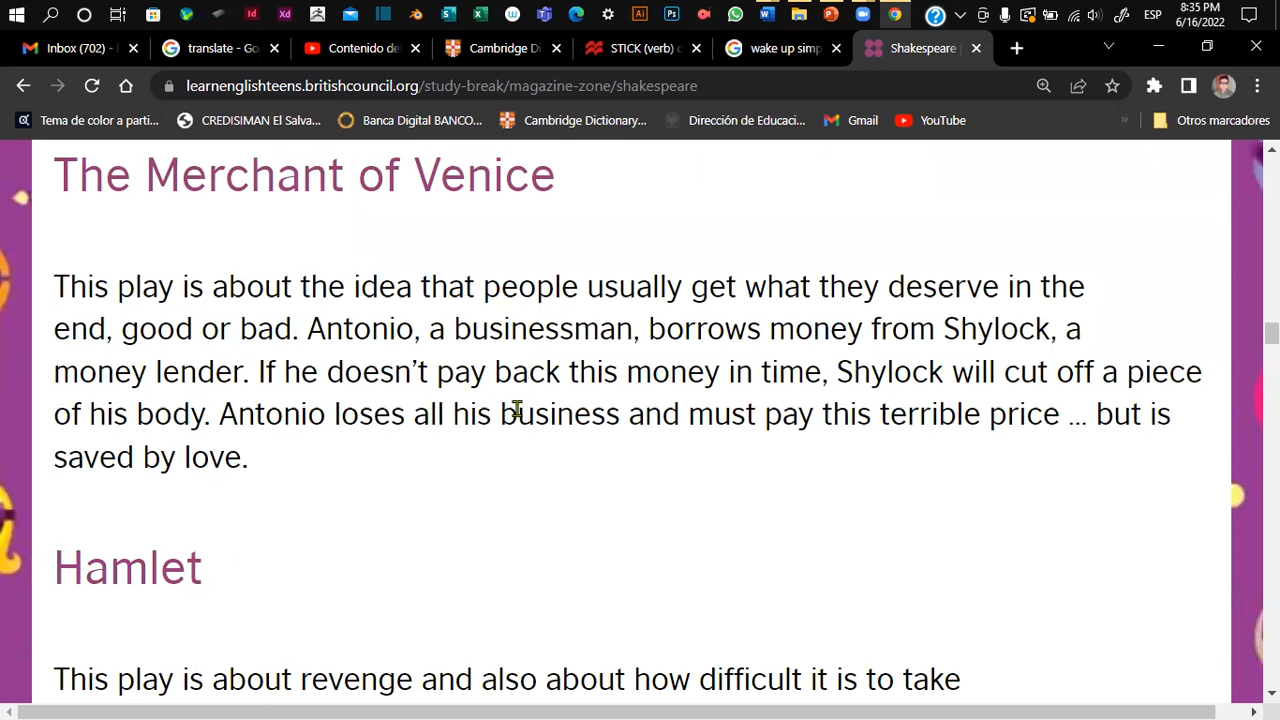 8:35 PM
ESP
6/16/2022
Inbox (702) -
translate - Go
Contenido del
Cambridge Di
STICK (verb) c
wake up simp
Shakespeare
learnenglishteens.britishcouncil.org/study-break/magazine-zone/shakespeare
Tema de color a parti...
CREDISIMAN El Salva...
Banca Digital BANCO...
Cambridge Dictionary...
Dirección de Educaci...
Gmail
YouTube
Otros marcadores
The Merchant of Venice
This play is about the idea that people usually get what they deserve in the
end, good or bad. Antonio, a businessman, borrows money from Shylock, a
money lender. If he doesn’t pay back this money in time, Shylock will cut off a piece
of his body. Antonio loses all his business and must pay this terrible price ... but is
saved by love.
Hamlet
This play is about revenge and also about how difficult it is to take